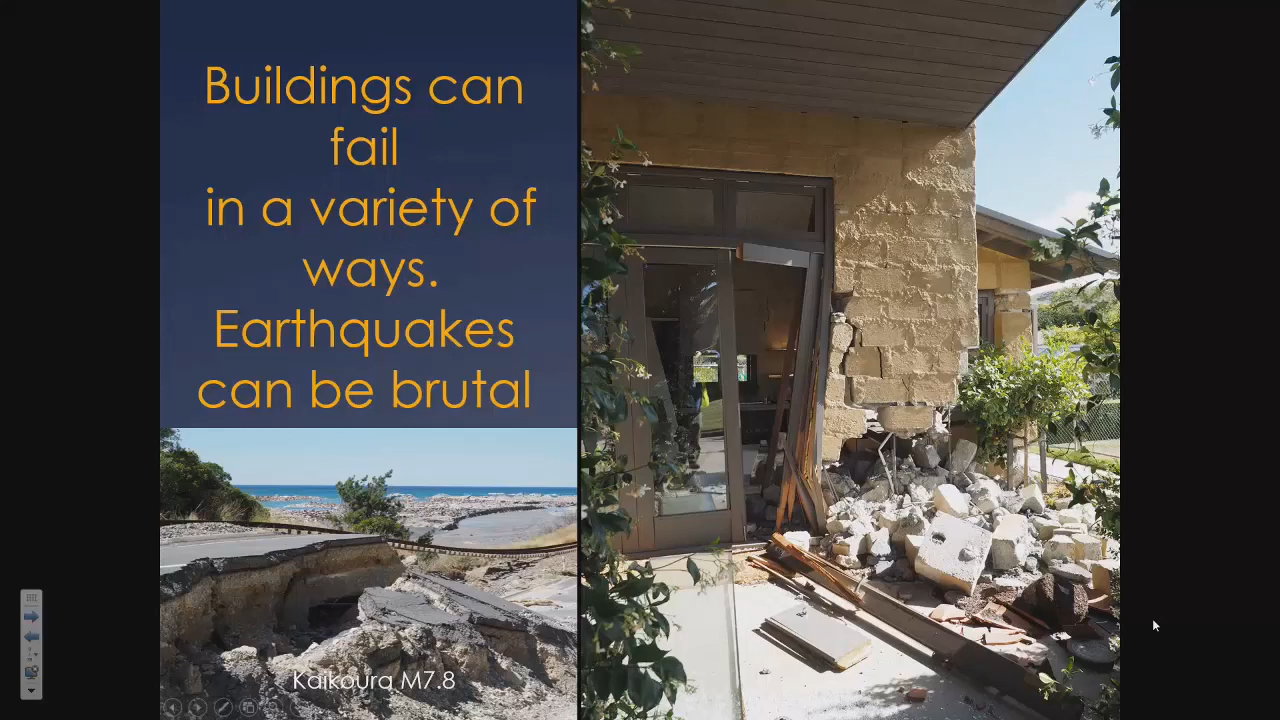 Buildings can
fail
in a variety of
ways.
Earthquakes
can be brutal
Kaikoura M7.8